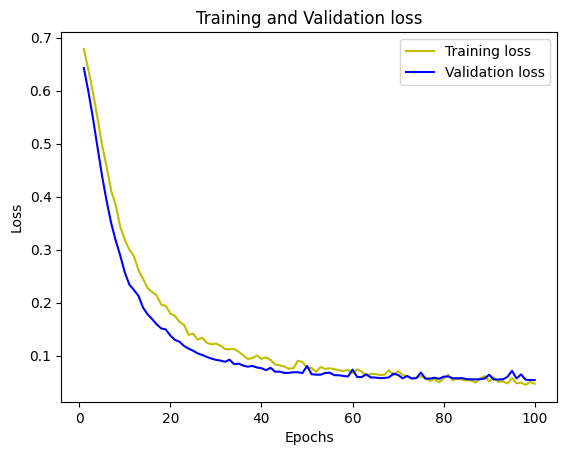 Training and Validation loss
Training loss
Validation loss
0.7
0.6
0.5
0.4
0.3
0.2
0.1
Loss
0
20
40
60
80
100
Epochs